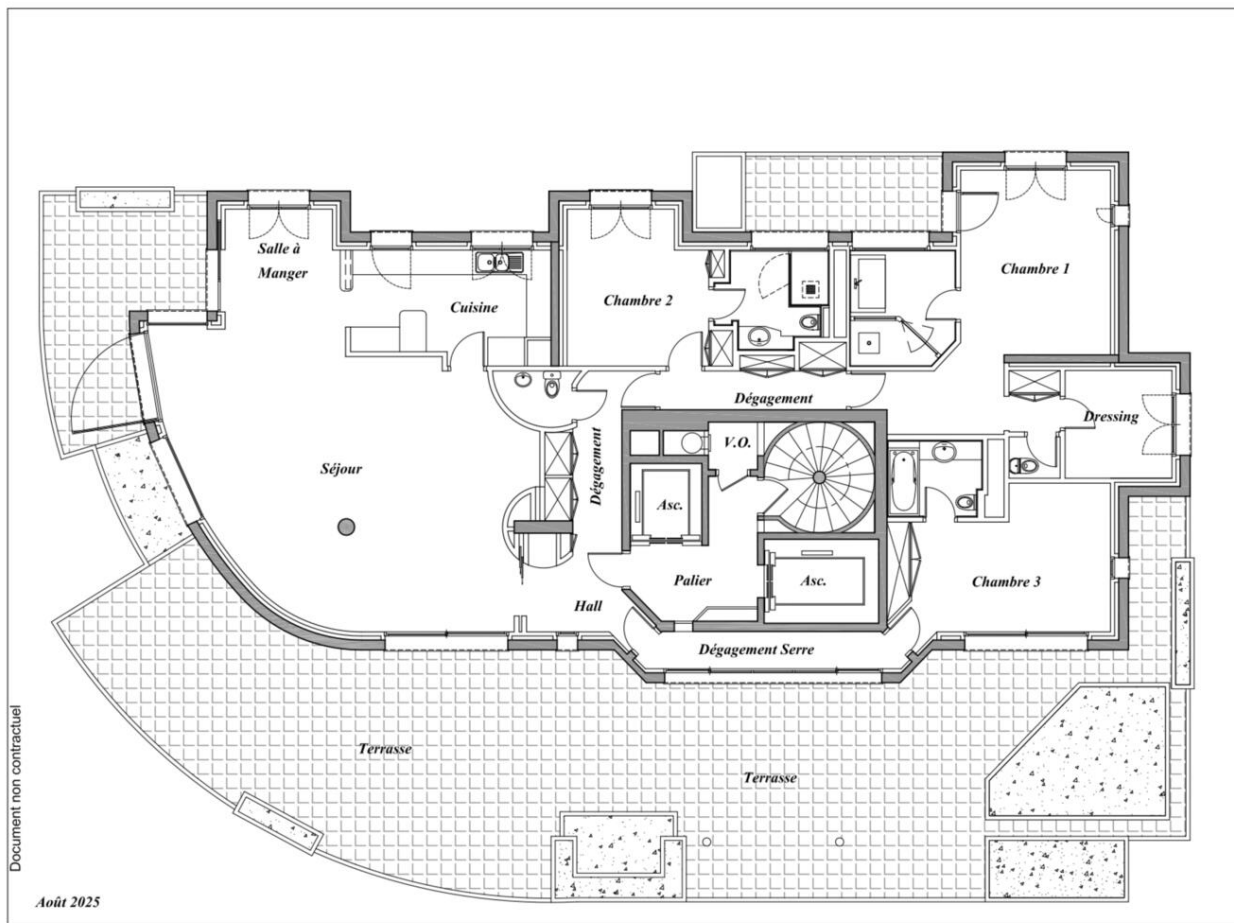 Salle à
Manger
Cuisine
Chambre 2
Chambre 1
Dégagement
Dressing
V.O.
Séjour
Dégagement
Asc.
Palier
Asc.
Chambre 3
Hall
Dégagement Serre
Terrasse
Terrasse
Document non contractuel
Août 2025